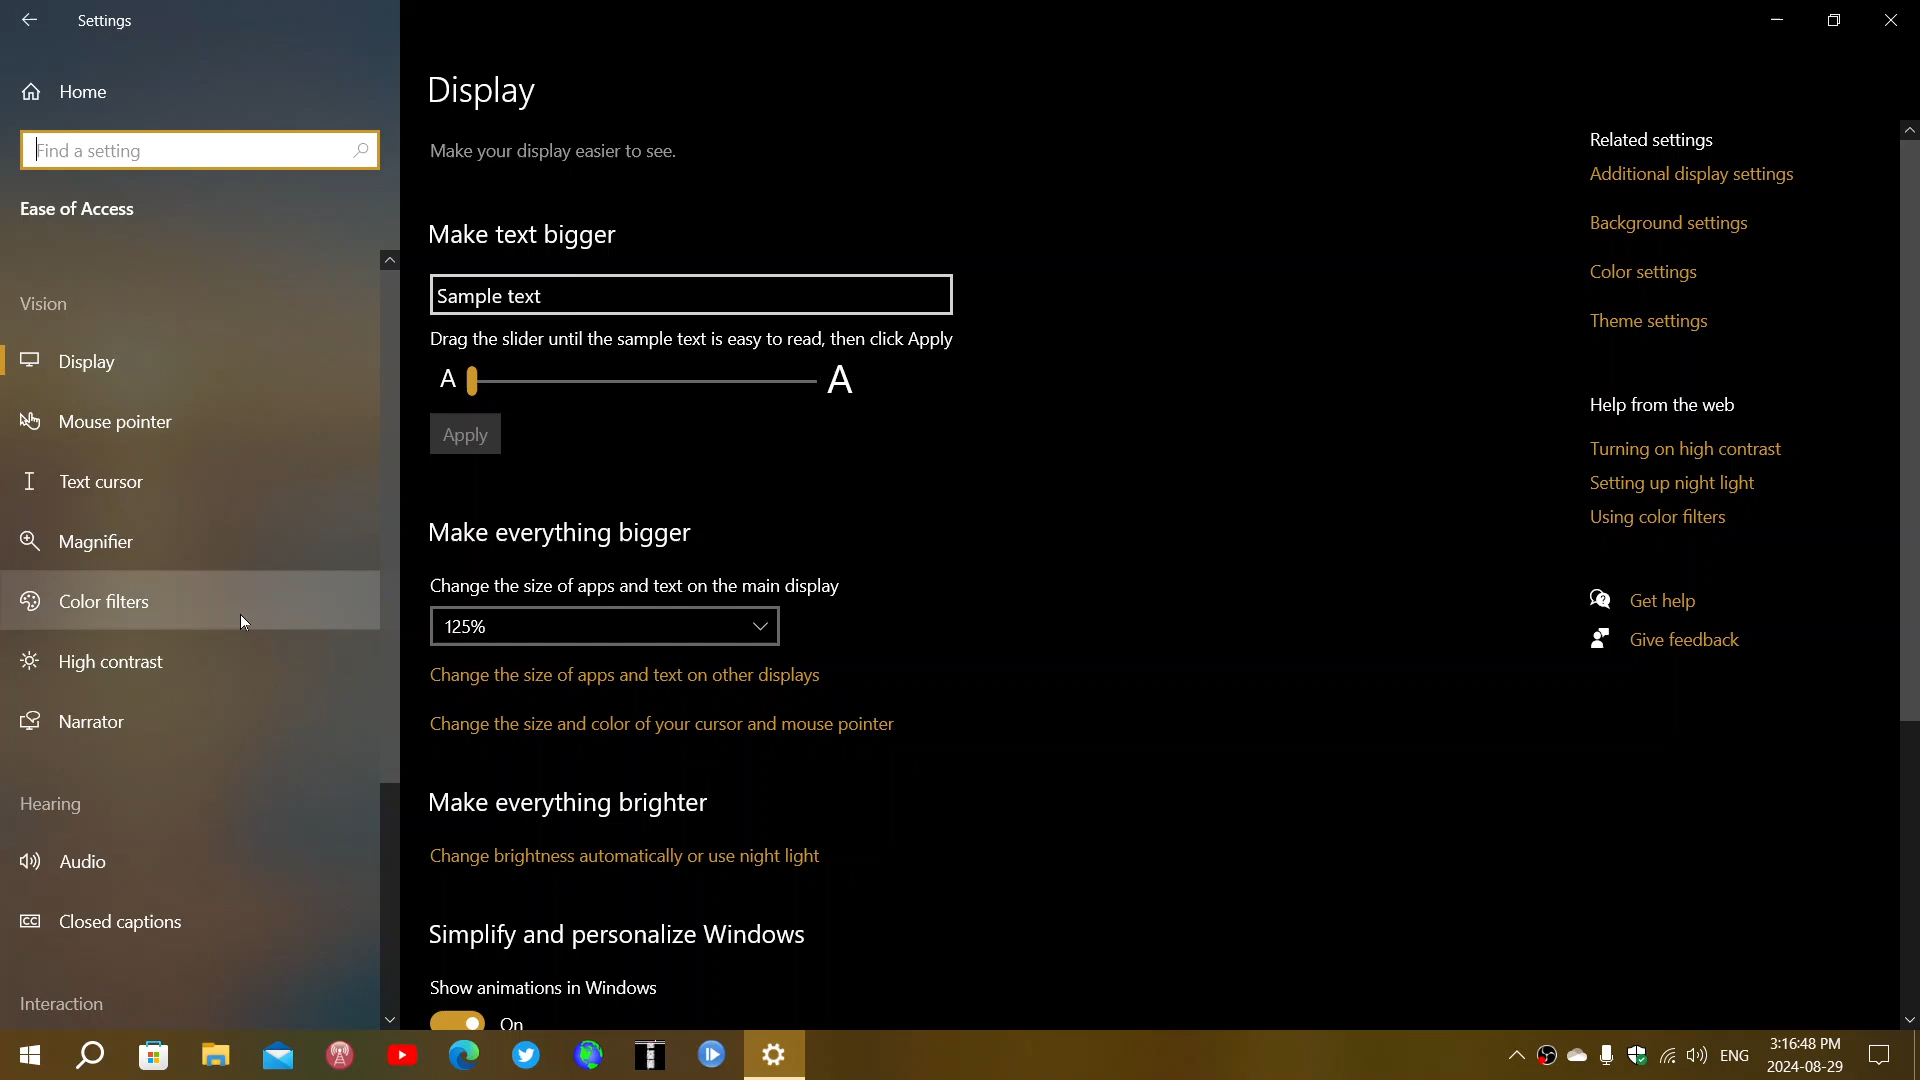 Settings
Home
Find a setting
Ease of Access
Vision
Display
Mouse pointer
Text cursor
Magnifier
Color filters
High contrast
Narrator
Hearing
Audio
Closed captions
Interaction
Display
Make your display easier to see.
Make text bigger
Sample text
Drag the slider until the sample text is easy to read, then click Apply
A A
Apply
Make everything bigger
Change the size of apps and text on the main display
125%
Change the size of apps and text on other displays
Change the size and color of your cursor and mouse pointer
Make everything brighter
Change brightness automatically or use night light
Simplify and personalize Windows
Show animations in Windows
On
Related settings
Additional display settings
Background settings
Color settings
Theme settings
Help from the web
Turning on high contrast
Setting up night light
Using color filters
Get help
Give feedback
ENG
3:16:48 PM
2024-08-29